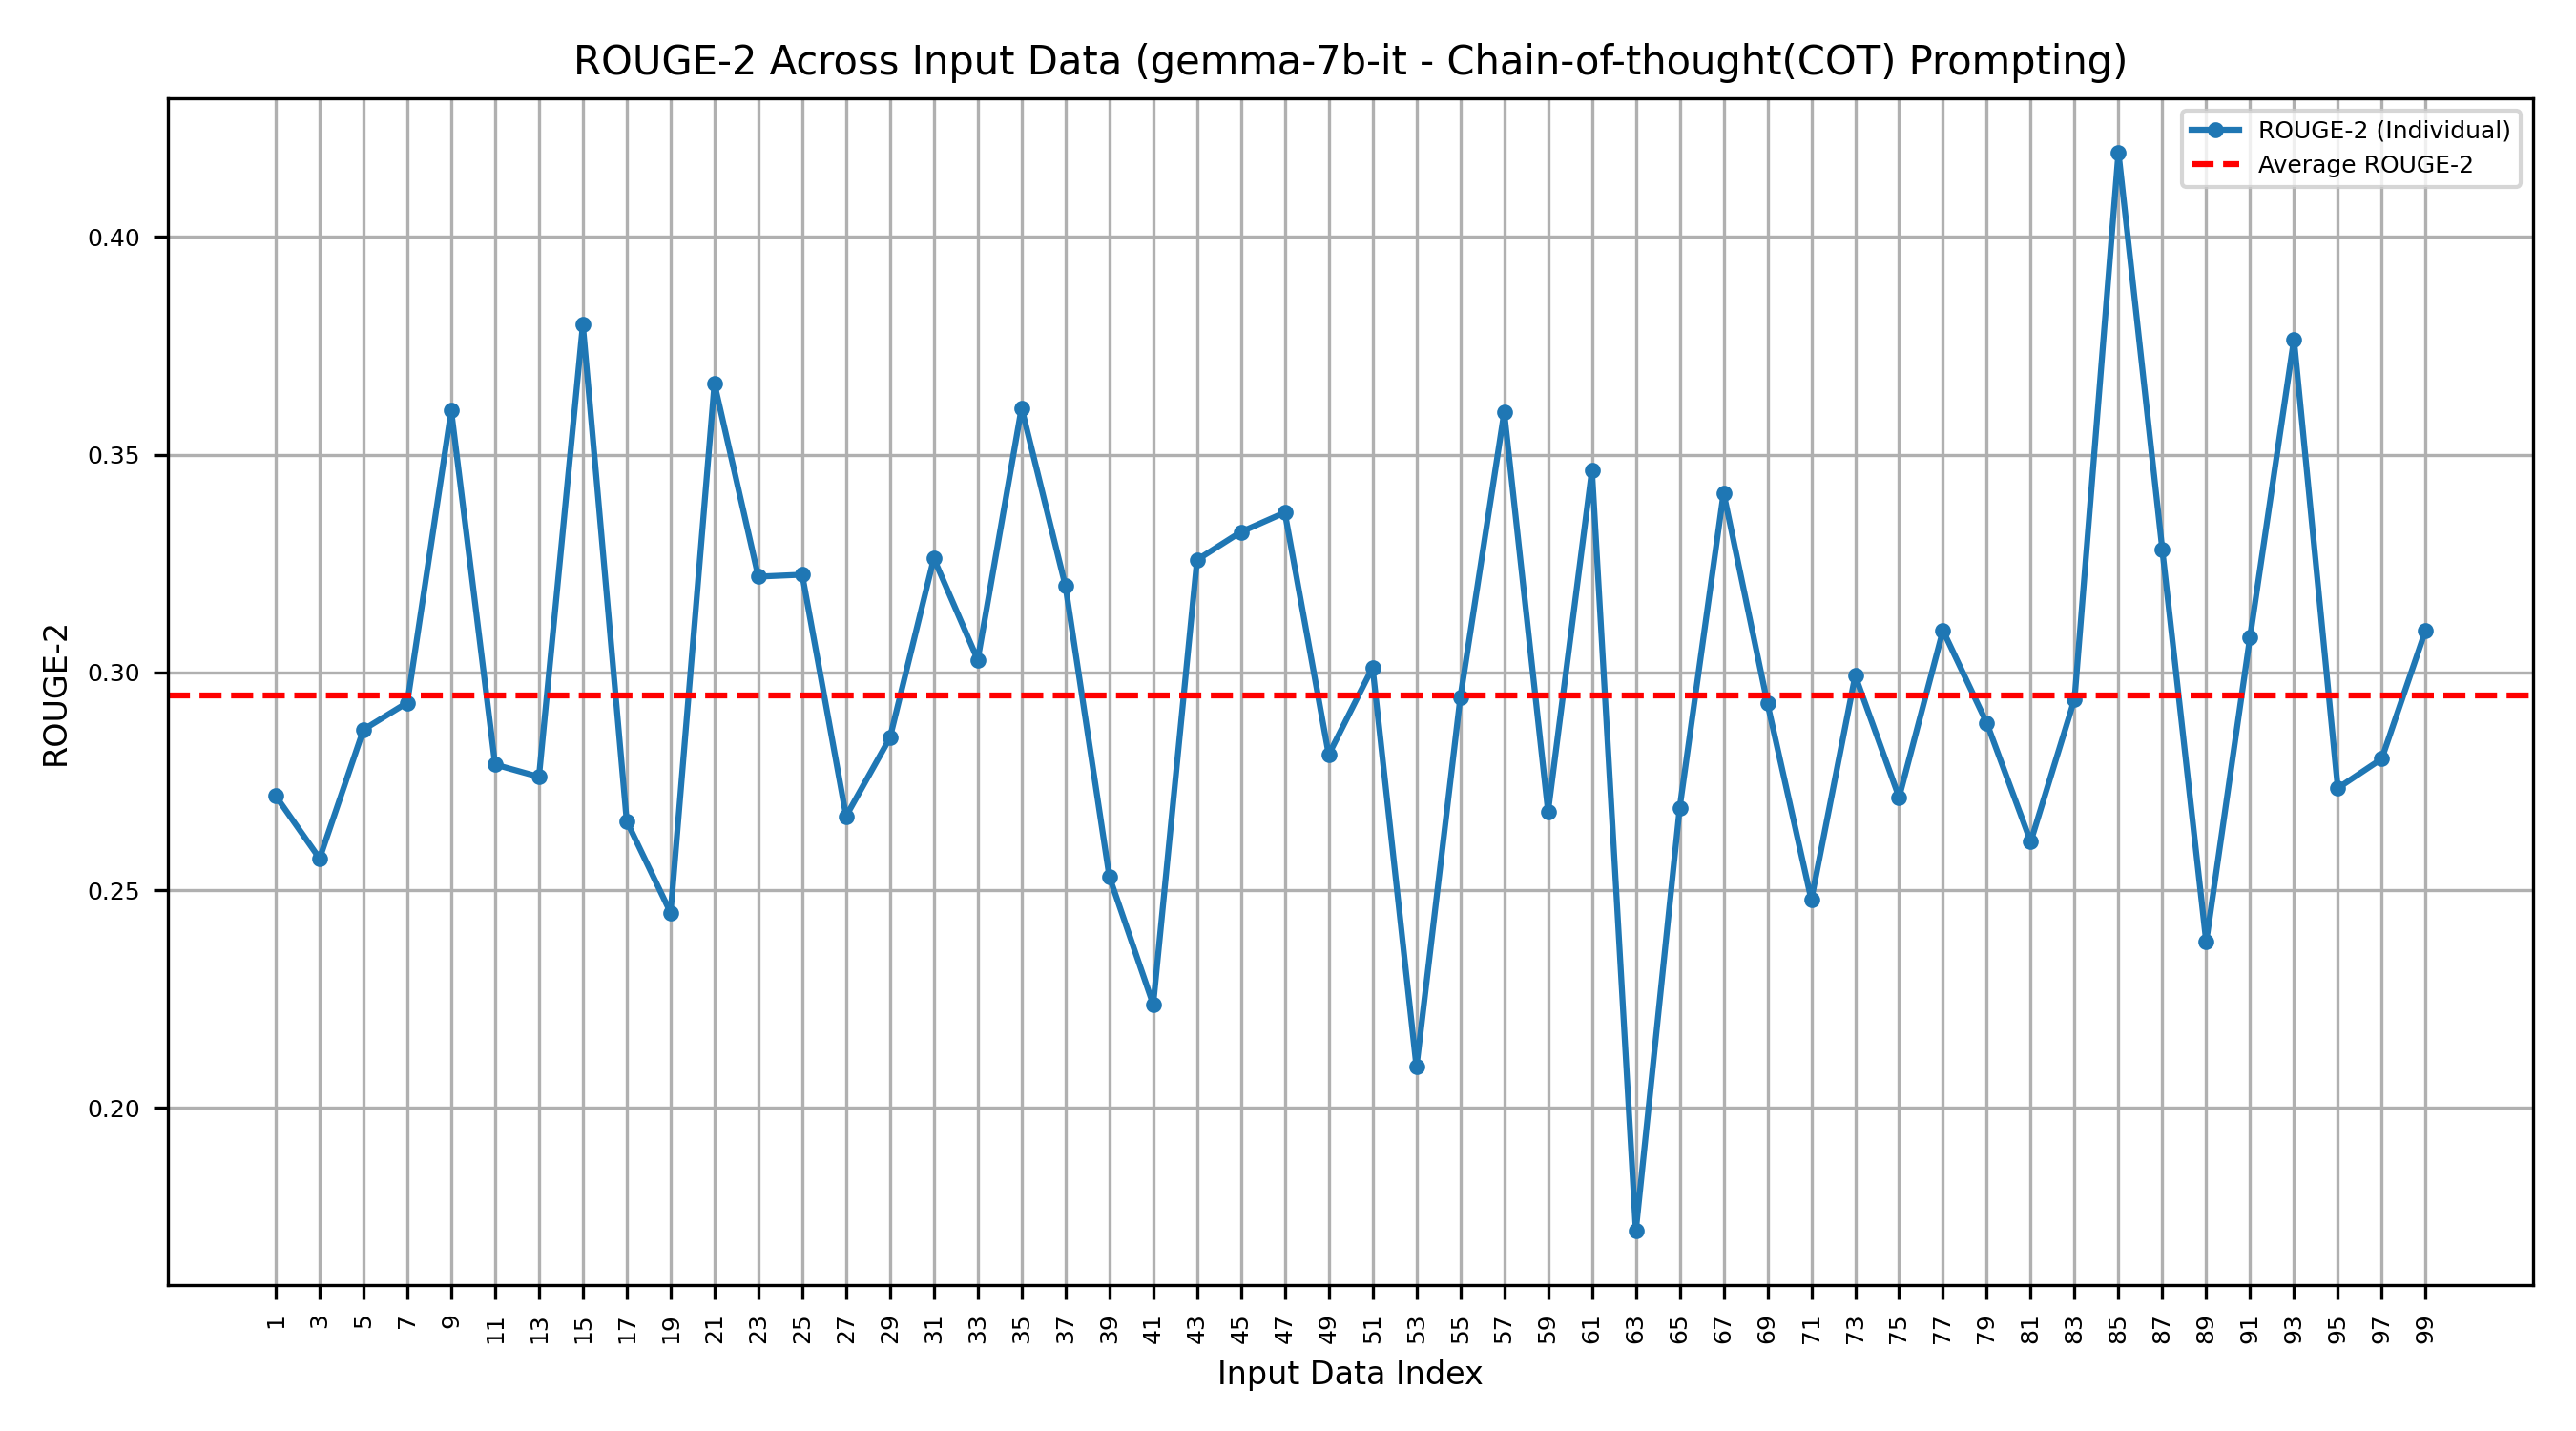 ROUGE-2 Across Input Data (gemma-7b-it - Chain-of-thought(COT) Prompting)
ROUGE-2 (Individual)
Average ROUGE-2
ROUGE-2
0.40
0.35
0.30
0.25
0.20
1 3 5 7 9 11 13 15 17 19 21 23 25 27 29 31 33 35 37 39 41 43 45 47 49 51 53 55 57 59 61 63 65 67 69 71 73 75 77 79 81 83 85 87 89 91 93 95 97 99
Input Data Index